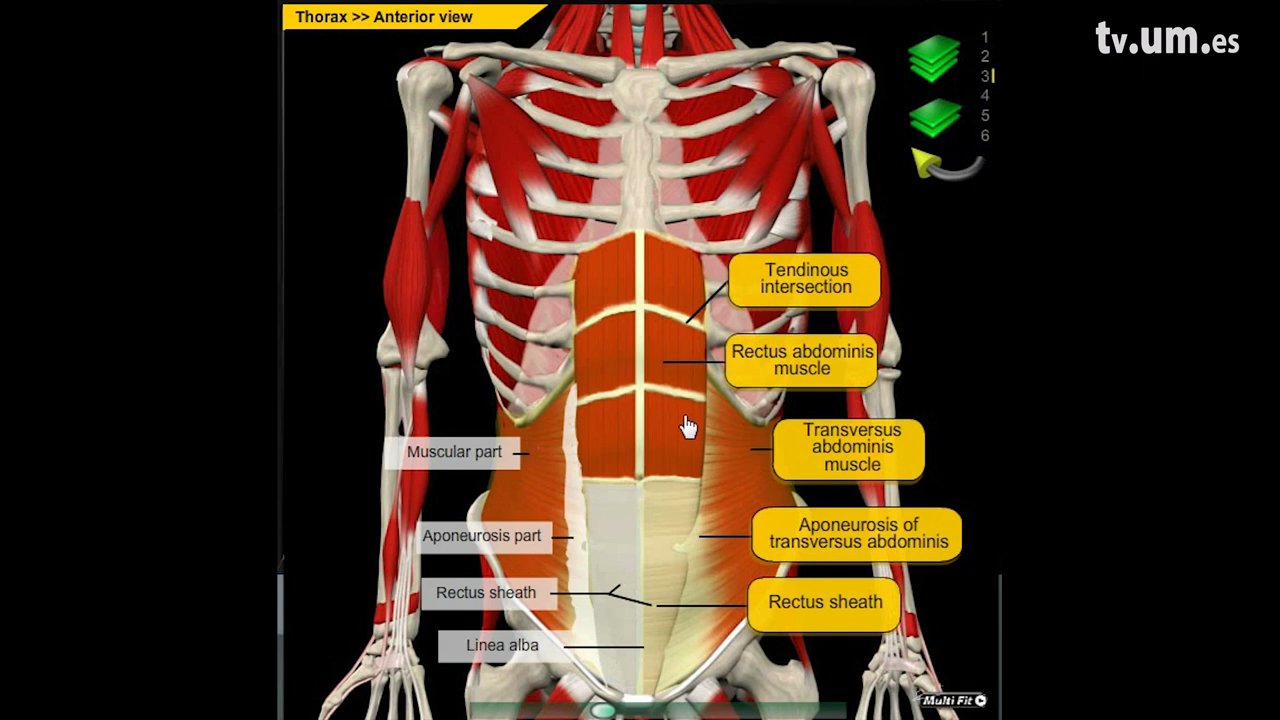 Thorax >> Anterior view
tv.um.es
1
2
3
4
5
6
Tendinous
intersection
Rectus abdominis
muscle
Transversus
abdominis
muscle
Muscular part
Aponeurosis of
transversus abdominis
Aponeurosis part
Rectus sheath
Rectus sheath
Linea alba
Multi Fit